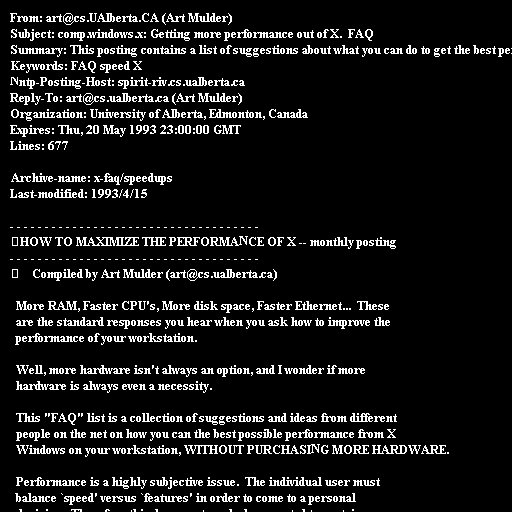 From: art@cs.UAlberta.CA (Art Mulder)
Subject: comp.windows.x: Getting more performance out of X.  FAQ
Summary: This posting contains a list of suggestions about what you can do to get the best
Keywords: FAQ speed X
Nntp-Posting-Host: spirit-riv.cs.ualberta.ca
Reply-To: art@cs.ualberta.ca (Art Mulder)
Organization: University of Alberta, Edmonton, Canada
Expires: Thu, 20 May 1993 23:00:00 GMT
Lines: 677
Archive-name: x-faq/speedups
Last-modified: 1993/4/15
- - - - - - - - - - - - - - - - - - - - - - - - - - - - - - - - - - - - -
HOW TO MAXIMIZE THE PERFORMANCE OF X -- monthly posting
- - - - - - - - - - - - - - - - - - - - - - - - - - - - - - - - - - - - -
Compiled by Art Mulder (art@cs.ualberta.ca)
More RAM, Faster CPU's, More disk space, Faster Ethernet...  These
are the standard responses you hear when you ask how to improve the
performance of your workstation.
Well, more hardware isn't always an option, and I wonder if more
hardware is always even a necessity.
This "FAQ" list is a collection of suggestions and ideas from different
people on the net on how you can the best possible performance from X
Windows on your workstation, WITHOUT PURCHASING MORE HARDWARE.
Performance is a highly subjective issue.  The individual user must
balance `speed' versus `features' in order to come to a personal